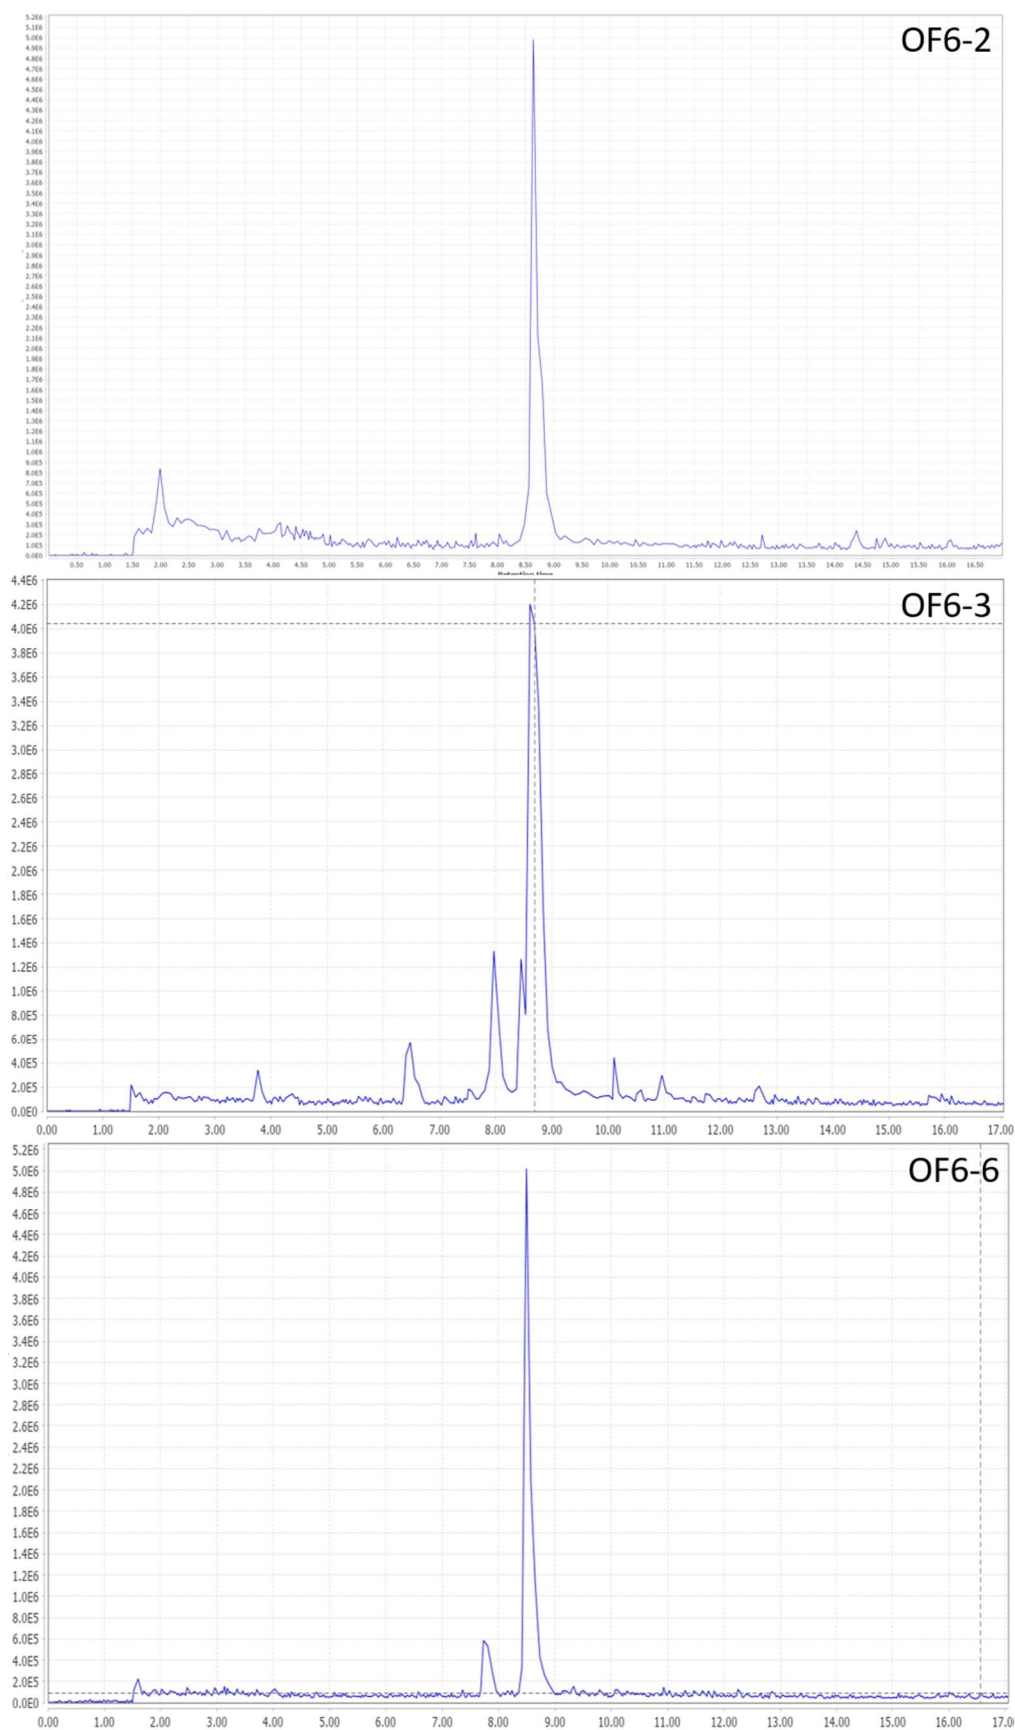 OF6-2
5.2E6
5.1E6
5.0E6
4.9E6
4.8E6
4.7E6
4.6E6
4.5E6
4.4E6
4.3E6
4.2E6
4.1E6
4.0E6
3.9E6
3.8E6
3.7E6
3.6E6
3.5E6
3.4E6
3.3E6
3.2E6
3.1E6
3.0E6
2.9E6
2.8E6
2.7E6
2.6E6
2.5E6
2.4E6
2.3E6
2.2E6
2.1E6
2.0E6
1.9E6
1.8E6
1.7E6
1.6E6
1.5E6
1.4E6
1.3E6
1.2E6
1.1E6
1.0E6
9.0E5
8.0E5
7.0E5
6.0E5
5.0E5
4.0E5
3.0E5
2.0E5
1.0E5
0.0E0
0.50 1.00 1.50 2.00 2.50 3.00 3.50 4.00 4.50 5.00 5.50 6.00 6.50 7.00 7.50 8.00 8.50 9.00 9.50 10.00 10.50 11.00 11.50 12.00 12.50 13.00 13.50 14.00 14.50 15.00 15.50 16.00 16.50
Retention time
OF6-3
4.4E6
4.2E6
4.0E6
3.8E6
3.6E6
3.4E6
3.2E6
3.0E6
2.8E6
2.6E6
2.4E6
2.2E6
2.0E6
1.8E6
1.6E6
1.4E6
1.2E6
1.0E6
8.0E5
6.0E5
4.0E5
2.0E5
0.0E0
0.00 1.00 2.00 3.00 4.00 5.00 6.00 7.00 8.00 9.00 10.00 11.00 12.00 13.00 14.00 15.00 16.00 17.00
OF6-6
5.2E6
5.0E6
4.8E6
4.6E6
4.4E6
4.2E6
4.0E6
3.8E6
3.6E6
3.4E6
3.2E6
3.0E6
2.8E6
2.6E6
2.4E6
2.2E6
2.0E6
1.8E6
1.6E6
1.4E6
1.2E6
1.0E6
8.0E5
6.0E5
4.0E5
2.0E5
0.0E0
0.00 1.00 2.00 3.00 4.00 5.00 6.00 7.00 8.00 9.00 10.00 11.00 12.00 13.00 14.00 15.00 16.00 17.0